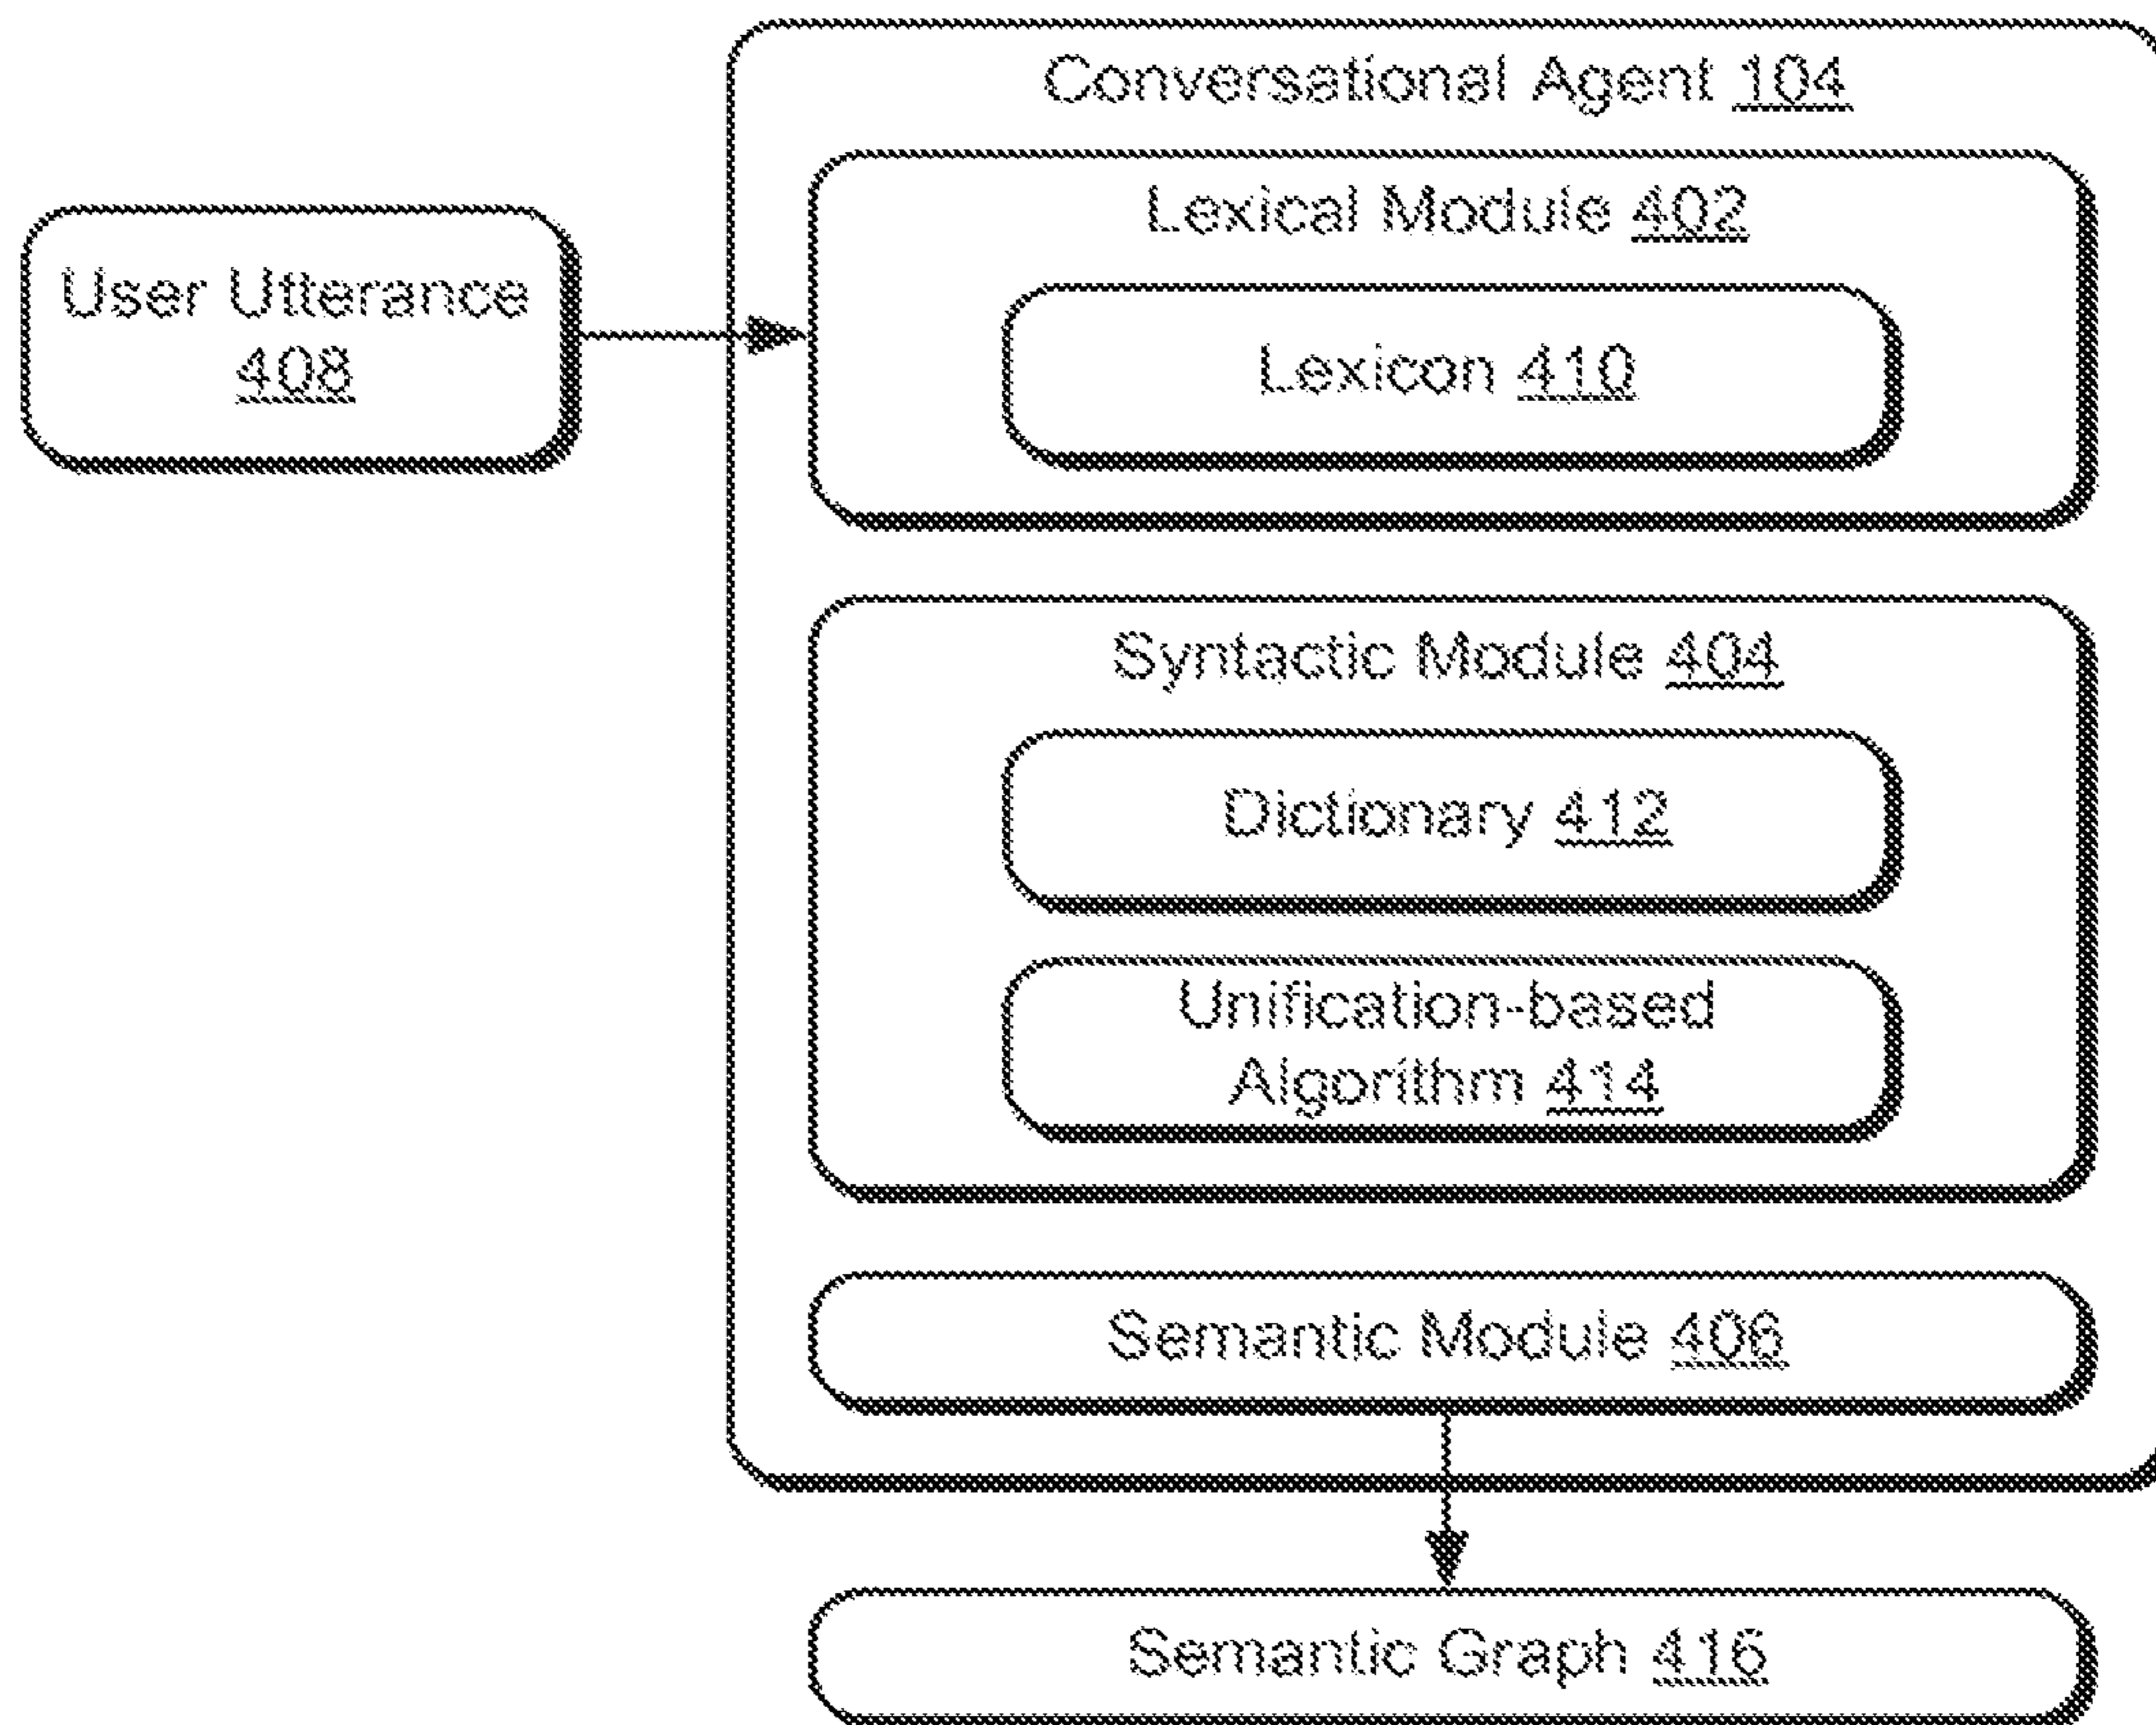 Conversational Agent 104
Lexical Module 402
User Utterance
408
Lexicon 410
Syntactic Module 404
Dictionary 412
Unification-based
Algorithm 414
Semantic Module 406
Semantic Graph 416